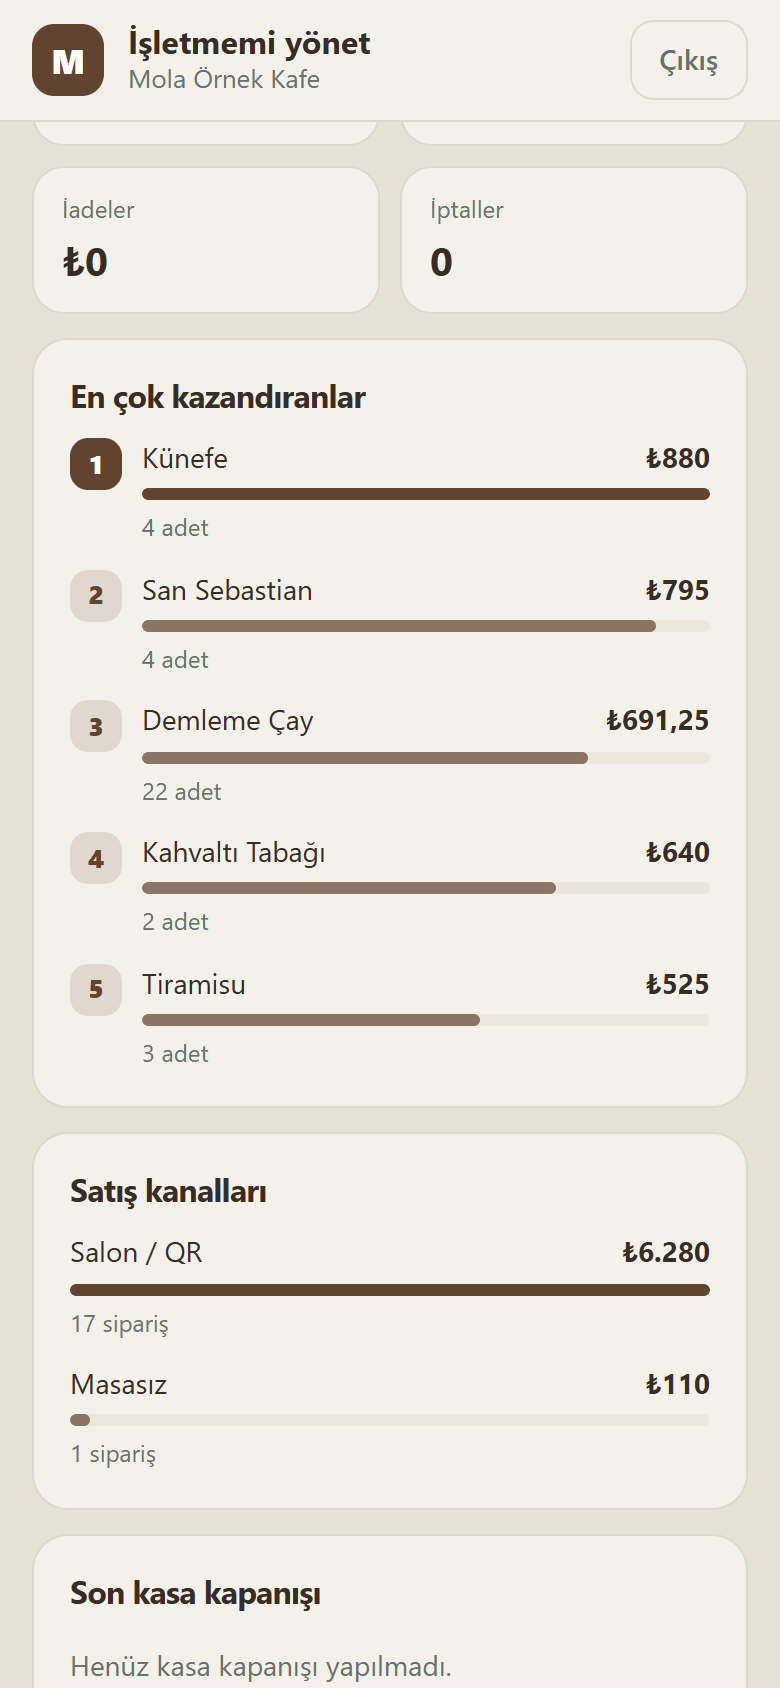 M
İşletmemi yönet
Mola Örnek Kafe
Çıkış
İadeler
₺0
İptaller
0
En çok kazandıranlar
1 Künefe ₺880
4 adet
2 San Sebastian ₺795
4 adet
3 Demleme Çay ₺691,25
22 adet
4 Kahvaltı Tabağı ₺640
2 adet
5 Tiramisu ₺525
3 adet
Satış kanalları
Salon / QR ₺6.280
17 sipariş
Masasız ₺110
1 sipariş
Son kasa kapanışı
Henüz kasa kapanışı yapılmadı.